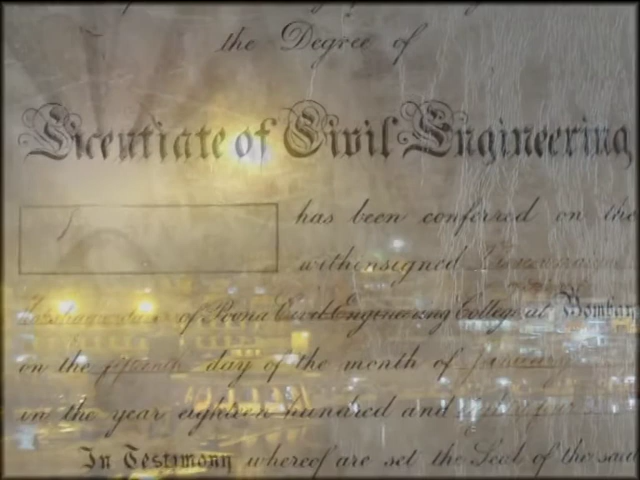 the Degree of
Licentiate of Civil Engineering
has been conferred on the
withensigned
of Poona Civil Engineering College at Bombay
on the day of the month of January
in the year eighteen hundred and
In Testimony whereof are set the Seal of the said